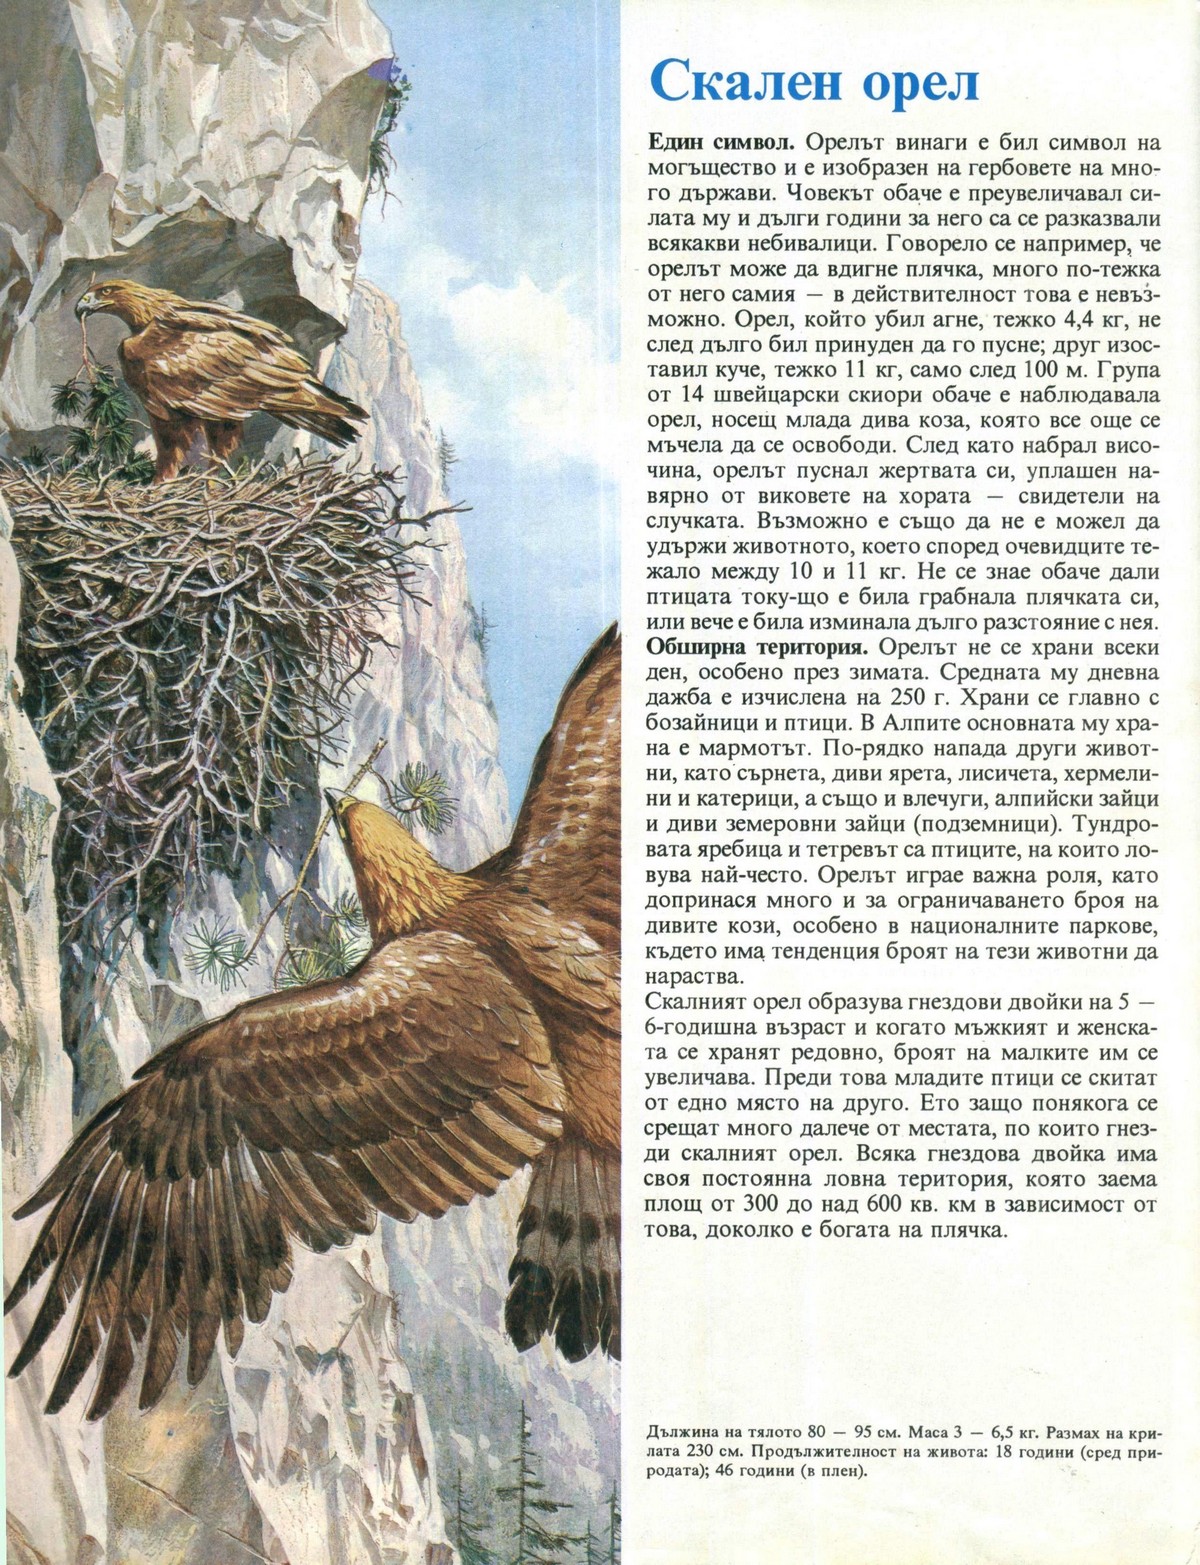 Скален орел
Един символ. Орелът винаги е бил символ на
могъщество и е изобразен на гербовете на мно-
го държави. Човекът обаче е преувеличавал си-
лата му и дълги години за него са се разказвали
всякакви небивалици. Говорело се например, че
орелът може да вдигне плячка, много по-тежка
от него самия — в действителност това е невъз-
можно. Орел, който убил агне, тежко 4,4 кг, не
след дълго бил принуден да го пусне; друг изос-
тавил куче, тежко 11 кг, само след 100 м. Група
от 14 швейцарски скиори обаче е наблюдавала
орел, носещ млада дива коза, която все още се
мъчела да се освободи. След като набрал висо-
чина, орелът пуснал жертвата си, уплашен на-
вярно от виковете на хората — свидетели на
случката. Възможно е също да не е можел да
удържи животното, което според очевидците те-
жало между 10 и 11 кг. Не се знае обаче дали
птицата току-що е била грабнала плячката си,
или вече е била изминала дълго разстояние с нея.
Обширна територия. Орелът не се храни всеки
ден, особено през зимата. Средната му дневна
дажба е изчислена на 250 г. Храни се главно с
бозайници и птици. В Алпите основната му хра-
на е мармотът. По-рядко напада други живот-
ни, като сърнета, диви ярета, лисичета, хермели-
ни и катерици, а също и влечуги, алпийски зайци
и диви земеровни зайци (подземници). Тундро-
вата яребица и тетревът са птиците, на които ло-
вува най-често. Орелът играе важна роля, като
допринася много и за ограничаването броя на
дивите кози, особено в националните паркове,
където има тенденция броят на тези животни да
нараства.
Скалният орел образува гнездови двойки на 5 —
6-годишна възраст и когато мъжкият и женска-
та се хранят редовно, броят на малките им се
увеличава. Преди това младите птици се скитат
от едно място на друго. Ето защо понякога се
срещат много далече от местата, по които гнез-
ди скалният орел. Всяка гнездова двойка има
своя постоянна ловна територия, която заема
площ от 300 до над 600 кв. км в зависимост от
това, доколко е богата на плячка.
Дължина на тялото 80 — 95 см. Маса 3 — 6,5 кг. Размах на кри-
лата 230 см. Продължителност на живота: 18 години (сред при-
родата); 46 години (в плен).